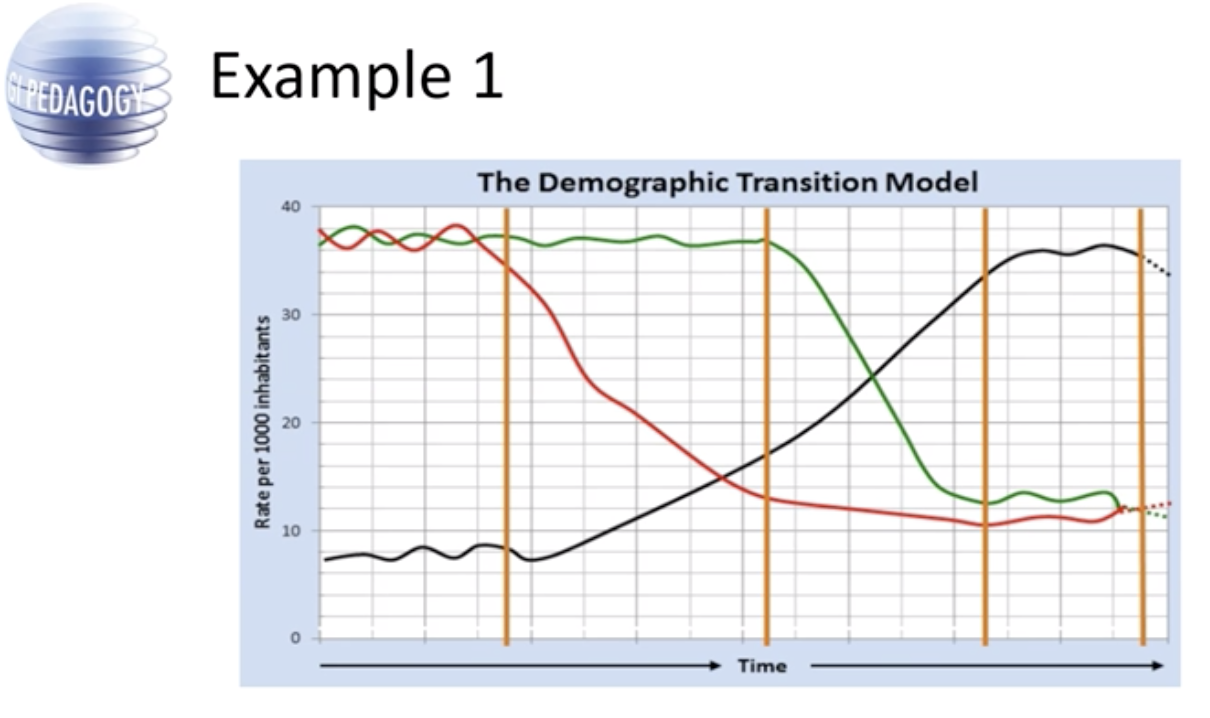 GI PEDAGOGY
Example 1
The Demographic Transition Model
Rate per 1000 inhabitants
40
30
20
10
0
Time